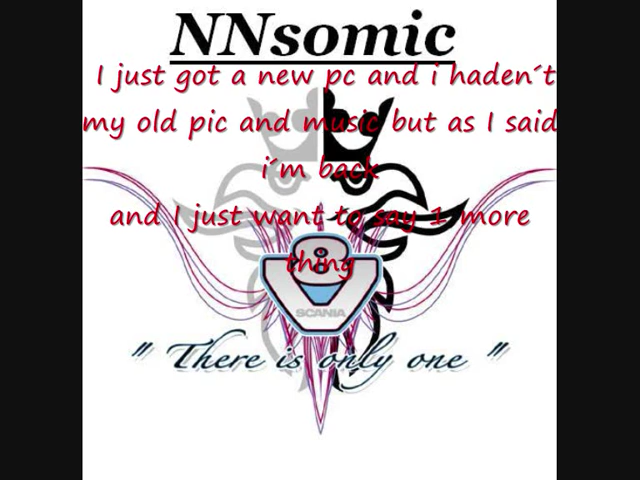 NNsomic
I just got a new pc and i haden´t
my old pic and music but as I said
i´m back
and I just want to say 1 more
thing
V8
SCANIA
" There is only one "